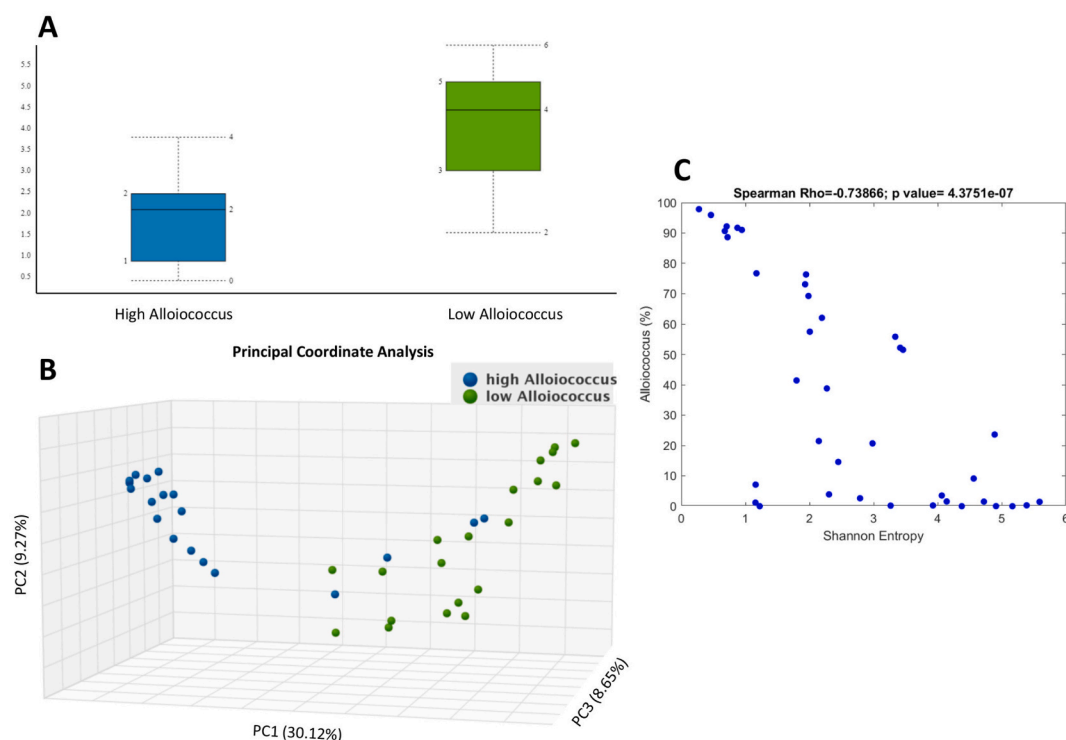 A
5.5
5.0
4.5
4.0
3.5
3.0
2.5
2.0
1.5
1.0
0.5
4
2
2
1
0
6
5
4
3
2
High Alloiococcus
Low Alloiococcus
Principal Coordinate Analysis
B
high Alloiococcus
low Alloiococcus
PC2 (9.27%)
PC1 (30.12%)
PC3 (8.65%)
C
Spearman Rho=-0.73866; p value= 4.3751e-07
100
90
80
70
60
50
40
30
20
10
0
Alloiococcus (%)
0 1 2 3 4 5 6
Shannon Entropy